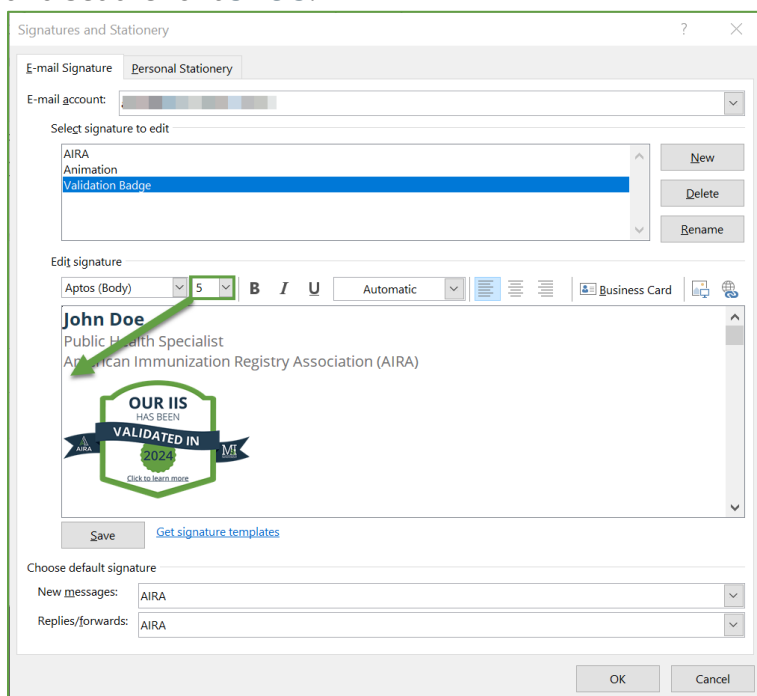 Signatures and Stationery ?
E-mail Signature Personal Stationery
E-mail account:
Select signature to edit
AIRA
Animation
Validation Badge
New
Delete
Rename
Edit signature
Aptos (Body) 5 B I U Automatic Business Card
John Doe
Public Health Specialist
American Immunization Registry Association (AIRA)
OUR IIS
HAS BEEN
VALIDATED IN
2024
AIRA
MI
Click to learn more
Save Get signature templates
Choose default signature
New messages: AIRA
Replies/forwards: AIRA
OK Cancel